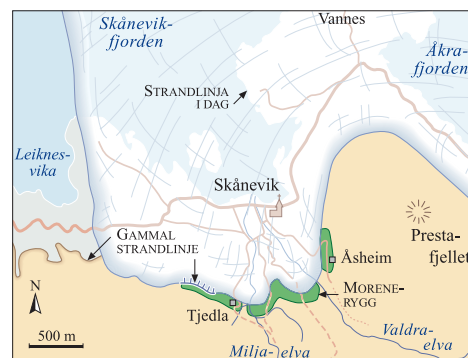 Skånevik-
fjorden
Vannes
Åkra-
fjorden
STRANDLINJA
I DAG
Leiknes-
vika
Skånevik
GAMMAL
STRANDLINJE
Presta-
fjellet
Åsheim
MORENE-
RYGG
N
Tjedla
500 m
Valdra-
elva
Milja-elva